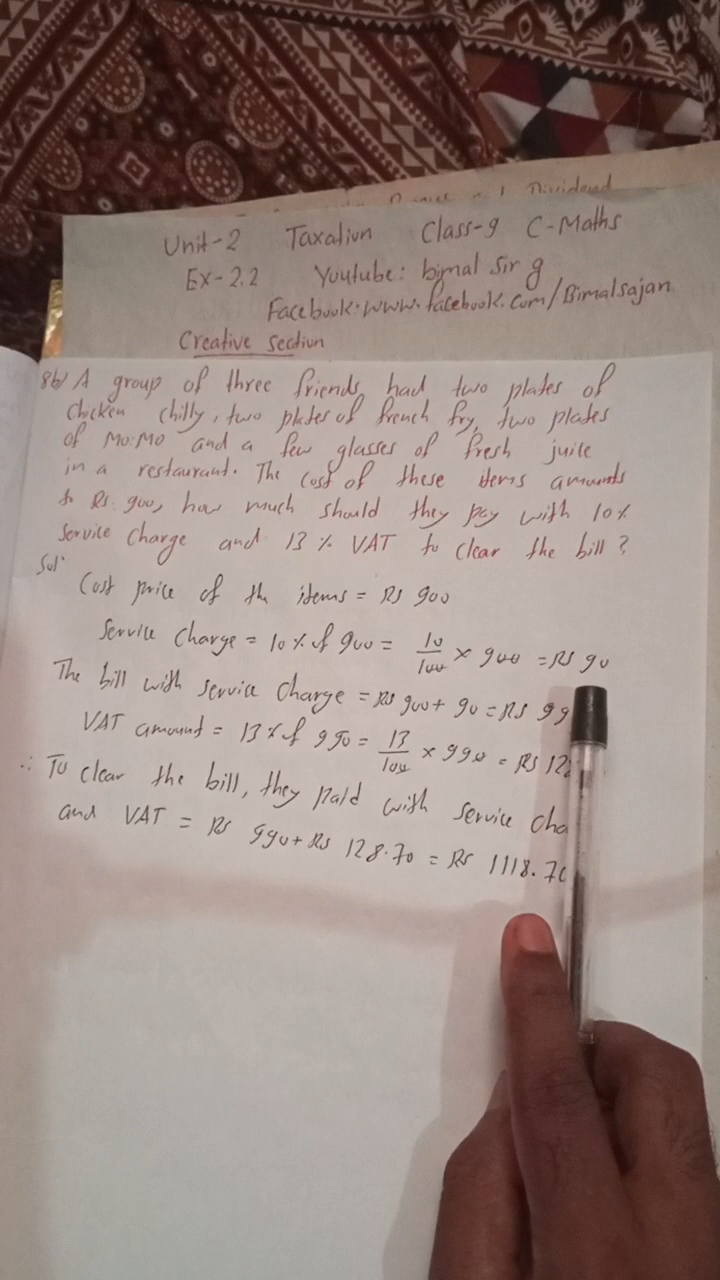 Dividend
Unit-2 Taxation Class-9 C-Maths
Ex-2.2 Youtube: bimal sir g
Facebook: www.facebook.com/Bimalsajan
Creative section
8b) A group of three friends had two plates of
chicken chilly, two plates of french fry, two plates
of Mo:Mo and a few glasses of fresh juice
in a restaurant. The cost of these items amounts
to Rs. 900, how much should they pay with 10%
service charge and 13% VAT to clear the bill?
Solⁿ
Cost price of the items = Rs 900
Service charge = 10% of 900 = 10/100 × 900 = Rs 90
The bill with service charge = Rs 900 + 90 = Rs 99
VAT amount = 13% of 990 = 13/100 × 990 = Rs 12
∴ To clear the bill, they paid with service cha
and VAT = Rs 990 + Rs 128.70 = Rs 1118.70